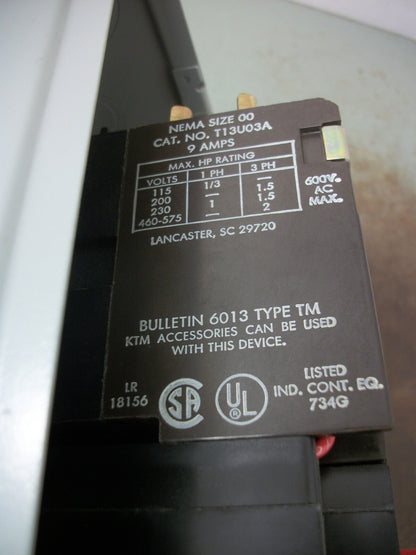 NEMA SIZE 00
CAT. NO. T13U03A
9 AMPS
MAX. HP RATING
VOLTS 1 PH 3 PH
115 1/3 —
200 — 1.5
230 1 1.5
460-575 — 2
600V.
AC
MAX.
LANCASTER, SC 29720
BULLETIN 6013 TYPE TM
KTM ACCESSORIES CAN BE USED
WITH THIS DEVICE.
LR
18156
SA
UL
®
LISTED
IND. CONT. EQ.
734G